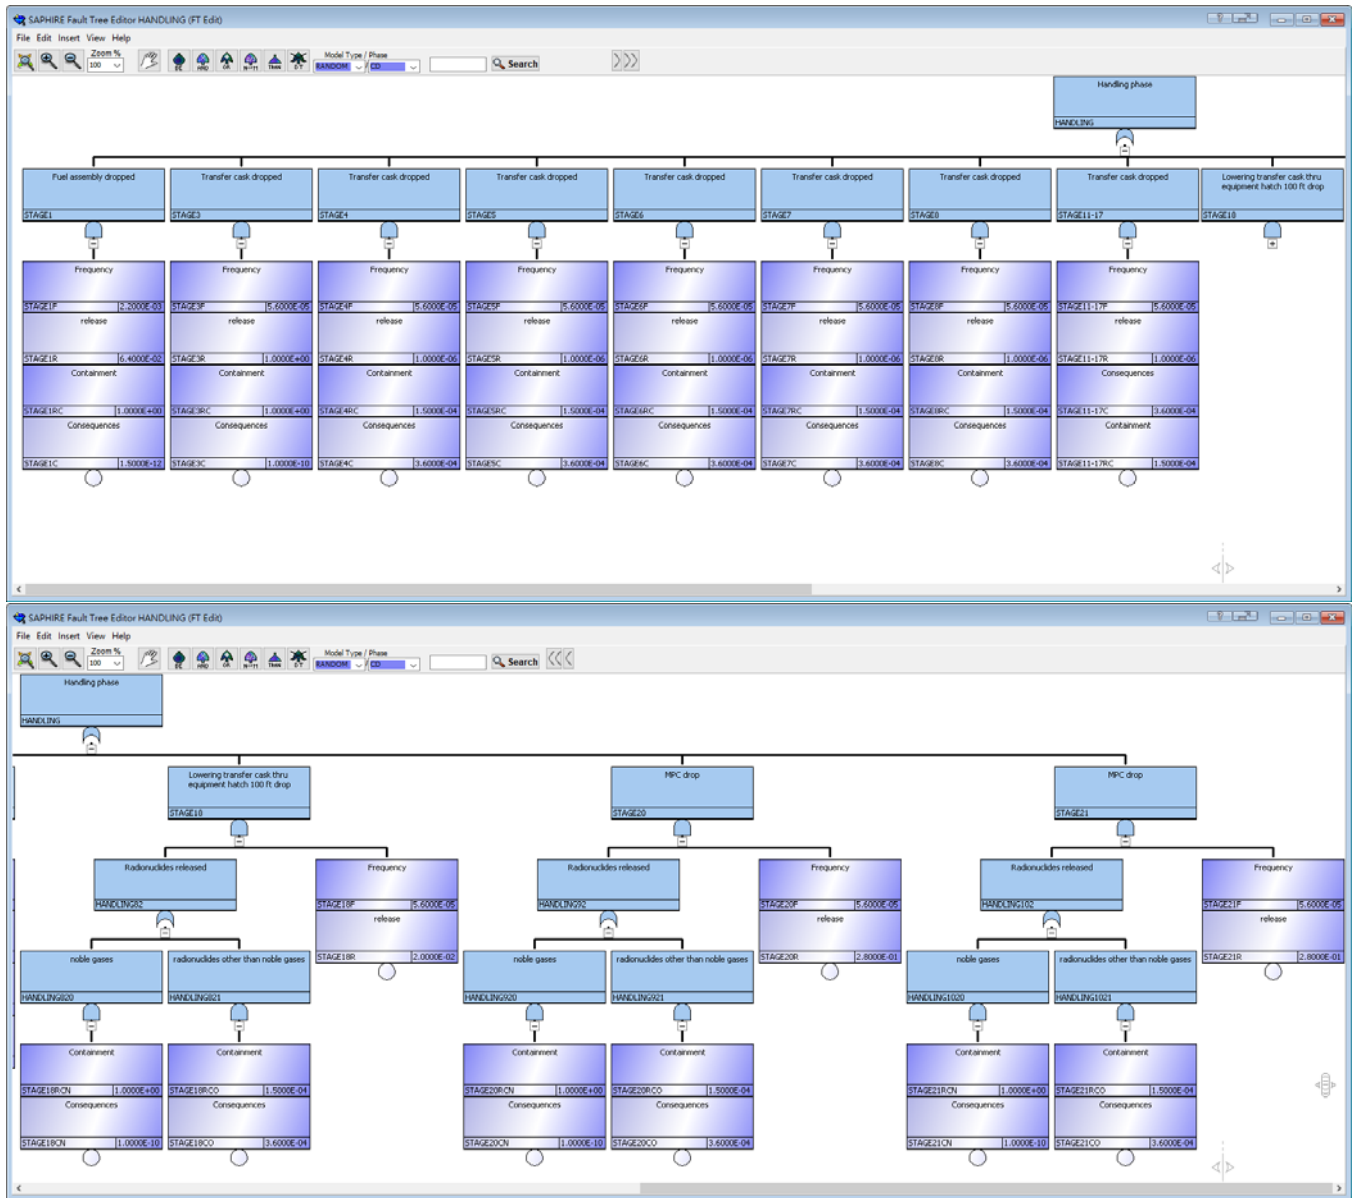 SAPHIRE Fault Tree Editor HANDLING (FT Edit)
File Edit Insert View Help
Zoom %
100
BE
AND
OR
TRAN
Model Type / Phase
RANDOM / CD
Search
Handling phase
HANDLING
Fuel assembly dropped
STAGE1
Transfer cask dropped
STAGE3
Transfer cask dropped
STAGE4
Transfer cask dropped
STAGE5
Transfer cask dropped
STAGE6
Transfer cask dropped
STAGE7
Transfer cask dropped
STAGE8
Transfer cask dropped
STAGE11-17
Lowering transfer cask thru
equipment hatch 100 ft drop
STAGE18
Frequency
STAGE1F 2.2000E-03
release
STAGE1R 6.4000E-02
Containment
STAGE1RC 1.0000E+00
Consequences
STAGE1C 1.5000E-12
Frequency
STAGE3F 5.6000E-05
release
STAGE3R 1.0000E+00
Containment
STAGE3RC 1.0000E+00
Consequences
STAGE3C 1.0000E-10
Frequency
STAGE4F 5.6000E-05
release
STAGE4R 1.0000E-06
Containment
STAGE4RC 1.5000E-04
Consequences
STAGE4C 3.6000E-04
Frequency
STAGE5F 5.6000E-05
release
STAGE5R 1.0000E-06
Containment
STAGE5RC 1.5000E-04
Consequences
STAGE5C 3.6000E-04
Frequency
STAGE6F 5.6000E-05
release
STAGE6R 1.0000E-06
Containment
STAGE6RC 1.5000E-04
Consequences
STAGE6C 3.6000E-04
Frequency
STAGE7F 5.6000E-05
release
STAGE7R 1.0000E-06
Containment
STAGE7RC 1.5000E-04
Consequences
STAGE7C 3.6000E-04
Frequency
STAGE8F 5.6000E-05
release
STAGE8R 1.0000E-06
Containment
STAGE8RC 1.5000E-04
Consequences
STAGE8C 3.6000E-04
Frequency
STAGE11-17F 5.6000E-05
release
STAGE11-17R 1.0000E-06
Consequences
STAGE11-17C 3.6000E-04
Containment
STAGE11-17RC 1.5000E-04
SAPHIRE Fault Tree Editor HANDLING (FT Edit)
File Edit Insert View Help
Zoom %
100
BE
AND
OR
TRAN
Model Type / Phase
RANDOM / CD
Search
Handling phase
HANDLING
Lowering transfer cask thru
equipment hatch 100 ft drop
STAGE18
MPC drop
STAGE20
MPC drop
STAGE21
Radionuclides released
HANDLING82
Frequency
STAGE18F 5.6000E-05
release
STAGE18R 2.0000E-02
Radionuclides released
HANDLING92
Frequency
STAGE20F 5.6000E-05
release
STAGE20R 2.8000E-01
Radionuclides released
HANDLING102
Frequency
STAGE21F 5.6000E-05
release
STAGE21R 2.8000E-01
noble gases
HANDLING820
radionuclides other than noble gases
HANDLING821
noble gases
HANDLING920
radionuclides other than noble gases
HANDLING921
noble gases
HANDLING1020
radionuclides other than noble gases
HANDLING1021
Containment
STAGE18RCN 1.0000E+00
Consequences
STAGE18CN 1.0000E-10
Containment
STAGE18RCO 1.5000E-04
Consequences
STAGE18CO 3.6000E-04
Containment
STAGE20RCN 1.0000E+00
Consequences
STAGE20CN 1.0000E-10
Containment
STAGE20RCO 1.5000E-04
Consequences
STAGE20CO 3.6000E-04
Containment
STAGE21RCN 1.0000E+00
Consequences
STAGE21CN 1.0000E-10
Containment
STAGE21RCO 1.5000E-04
Consequences
STAGE21CO 3.6000E-04